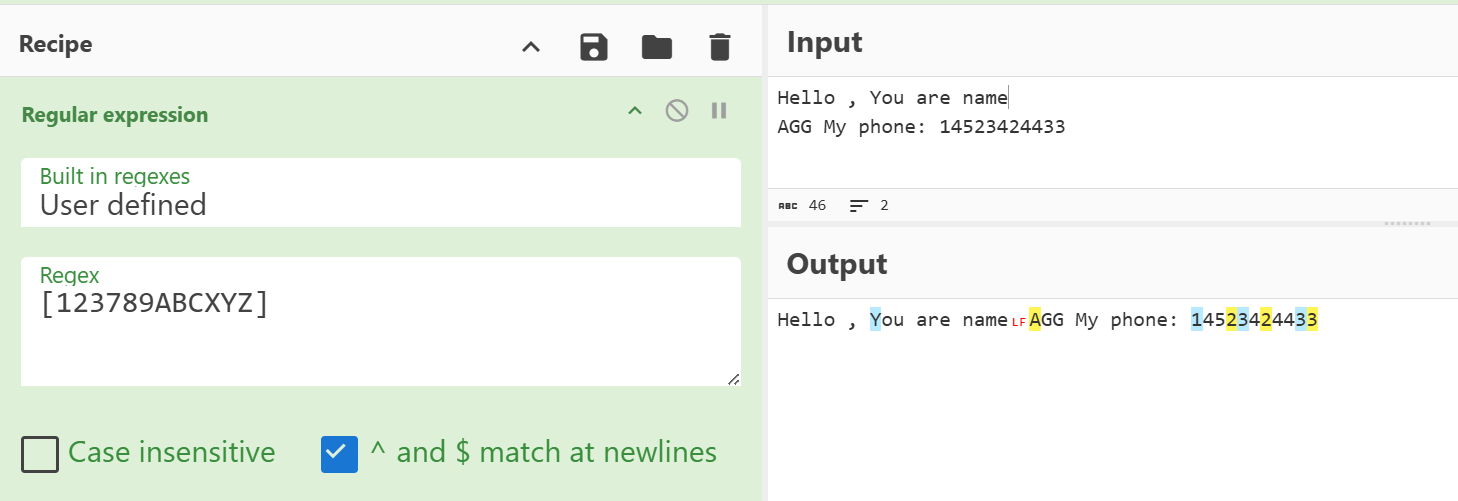 Recipe
Regular expression
Built in regexes
User defined
Regex
[123789ABCXYZ]
Case insensitive
^ and $ match at newlines
Input
Hello , You are name
AGG My phone: 14523424433
ABC 46 2
Output
Hello , You are nameLFAGG My phone: 14523424433